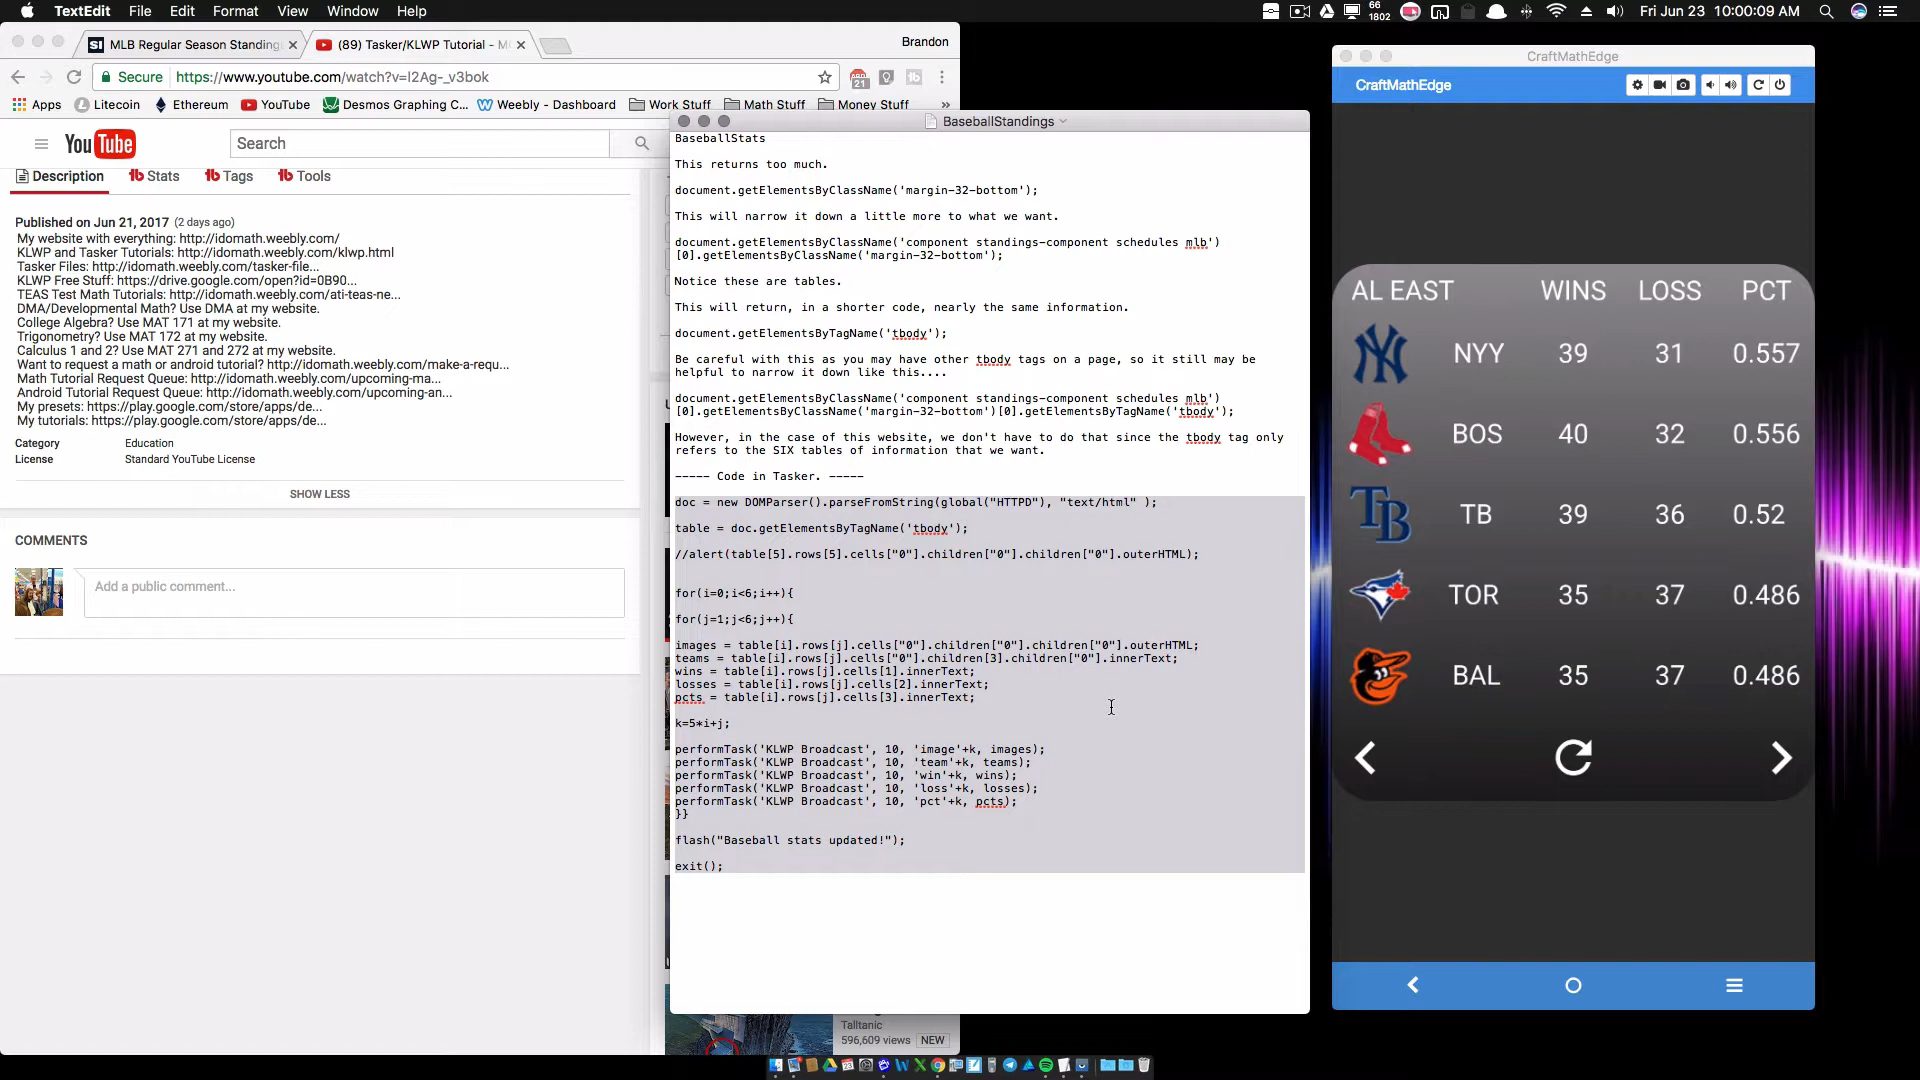 TextEdit File Edit Format View Window Help
66
1802
Fri Jun 23 10:00:09 AM
SI MLB Regular Season Standing
(89) Tasker/KLWP Tutorial - M
Brandon
Secure https://www.youtube.com/watch?v=I2Ag-_v3bok
21
Apps Litecoin Ethereum YouTube Desmos Graphing C... Weebly - Dashboard Work Stuff Math Stuff Money Stuff »
YouTube
Search
Description Stats Tags Tools
Published on Jun 21, 2017 (2 days ago)
My website with everything: http://idomath.weebly.com/
KLWP and Tasker Tutorials: http://idomath.weebly.com/klwp.html
Tasker Files: http://idomath.weebly.com/tasker-file...
KLWP Free Stuff: https://drive.google.com/open?id=0B90...
TEAS Test Math Tutorials: http://idomath.weebly.com/ati-teas-ne...
DMA/Developmental Math? Use DMA at my website.
College Algebra? Use MAT 171 at my website.
Trigonometry? Use MAT 172 at my website.
Calculus 1 and 2? Use MAT 271 and 272 at my website.
Want to request a math or android tutorial? http://idomath.weebly.com/make-a-requ...
Math Tutorial Request Queue: http://idomath.weebly.com/upcoming-ma...
Android Tutorial Request Queue: http://idomath.weebly.com/upcoming-an...
My presets: https://play.google.com/store/apps/de...
My tutorials: https://play.google.com/store/apps/de...
Category Education
License Standard YouTube License
SHOW LESS
COMMENTS
Add a public comment...
Talltanic
596,609 views NEW
BaseballStandings
BaseballStats
This returns too much.
document.getElementsByClassName('margin-32-bottom');
This will narrow it down a little more to what we want.
document.getElementsByClassName('component standings-component schedules mlb')
[0].getElementsByClassName('margin-32-bottom');
Notice these are tables.
This will return, in a shorter code, nearly the same information.
document.getElementsByTagName('tbody');
Be careful with this as you may have other tbody tags on a page, so it still may be
helpful to narrow it down like this....
document.getElementsByClassName('component standings-component schedules mlb')
[0].getElementsByClassName('margin-32-bottom')[0].getElementsByTagName('tbody');
However, in the case of this website, we don't have to do that since the tbody tag only
refers to the SIX tables of information that we want.
----- Code in Tasker. -----
doc = new DOMParser().parseFromString(global("HTTPD"), "text/html" );
table = doc.getElementsByTagName('tbody');
//alert(table[5].rows[5].cells["0"].children["0"].children["0"].outerHTML);
for(i=0;i<6;i++){
for(j=1;j<6;j++){
images = table[i].rows[j].cells["0"].children["0"].children["0"].outerHTML;
teams = table[i].rows[j].cells["0"].children[3].children["0"].innerText;
wins = table[i].rows[j].cells[1].innerText;
losses = table[i].rows[j].cells[2].innerText;
pcts = table[i].rows[j].cells[3].innerText;
k=5*i+j;
performTask('KLWP Broadcast', 10, 'image'+k, images);
performTask('KLWP Broadcast', 10, 'team'+k, teams);
performTask('KLWP Broadcast', 10, 'win'+k, wins);
performTask('KLWP Broadcast', 10, 'loss'+k, losses);
performTask('KLWP Broadcast', 10, 'pct'+k, pcts);
}}
flash("Baseball stats updated!");
exit();
CraftMathEdge
CraftMathEdge
AL EAST WINS LOSS PCT
NYY 39 31 0.557
BOS 40 32 0.556
TB TB 39 36 0.52
TOR 35 37 0.486
BAL 35 37 0.486